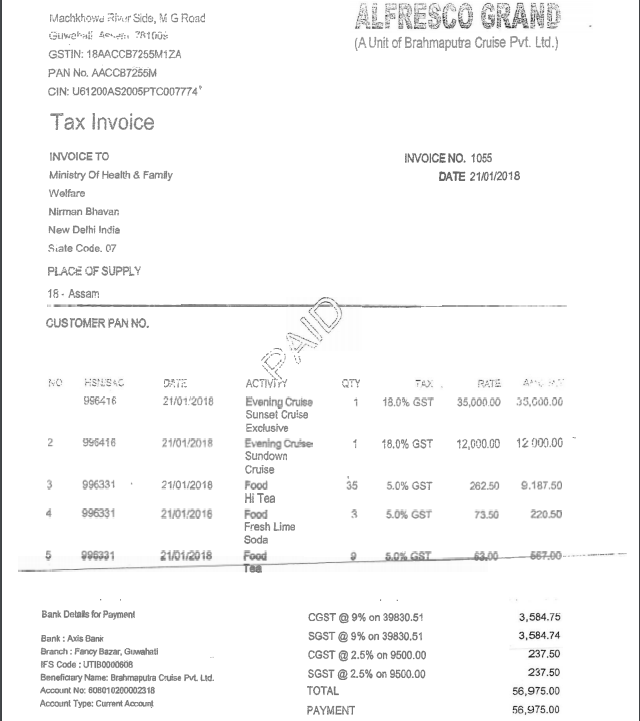 Machkhowa River Side, M G Road
Guwahati Assam 781009
GSTIN: 18AACCB7255M1ZA
PAN No. AACCB7255M
CIN: U61200AS2005PTC007774
ALFRESCO GRAND
(A Unit of Brahmaputra Cruise Pvt. Ltd.)
Tax Invoice
INVOICE TO
Ministry Of Health & Family
Welfare
Nirman Bhavan
New Delhi India
State Code. 07
INVOICE NO. 1055
DATE 21/01/2018
PLACE OF SUPPLY
18 - Assam
CUSTOMER PAN NO.
PAID
NO HSN/SAC DATE ACTIVITY QTY TAX RATE AMOUNT
996416 21/01/2018 Evening Cruise 1 18.0% GST 35,000.00 35,000.00
Sunset Cruise
Exclusive
2 996416 21/01/2018 Evening Cruise 1 18.0% GST 12,000.00 12,000.00
Sundown
Cruise
3 996331 21/01/2018 Food 35 5.0% GST 262.50 9,187.50
Hi Tea
4 996331 21/01/2018 Food 3 5.0% GST 73.50 220.50
Fresh Lime
Soda
5 996331 21/01/2018 Food 9 5.0% GST 63.00 567.00
Tea
Bank Details for Payment
Bank : Axis Bank
Branch : Fancy Bazar, Guwahati
IFS Code : UTIB0000608
Beneficiary Name: Brahmaputra Cruise Pvt. Ltd.
Account No: 608010200002318
Account Type: Current Account
CGST @ 9% on 39830.51 3,584.75
SGST @ 9% on 39830.51 3,584.74
CGST @ 2.5% on 9500.00 237.50
SGST @ 2.5% on 9500.00 237.50
TOTAL 56,975.00
PAYMENT 56,975.00